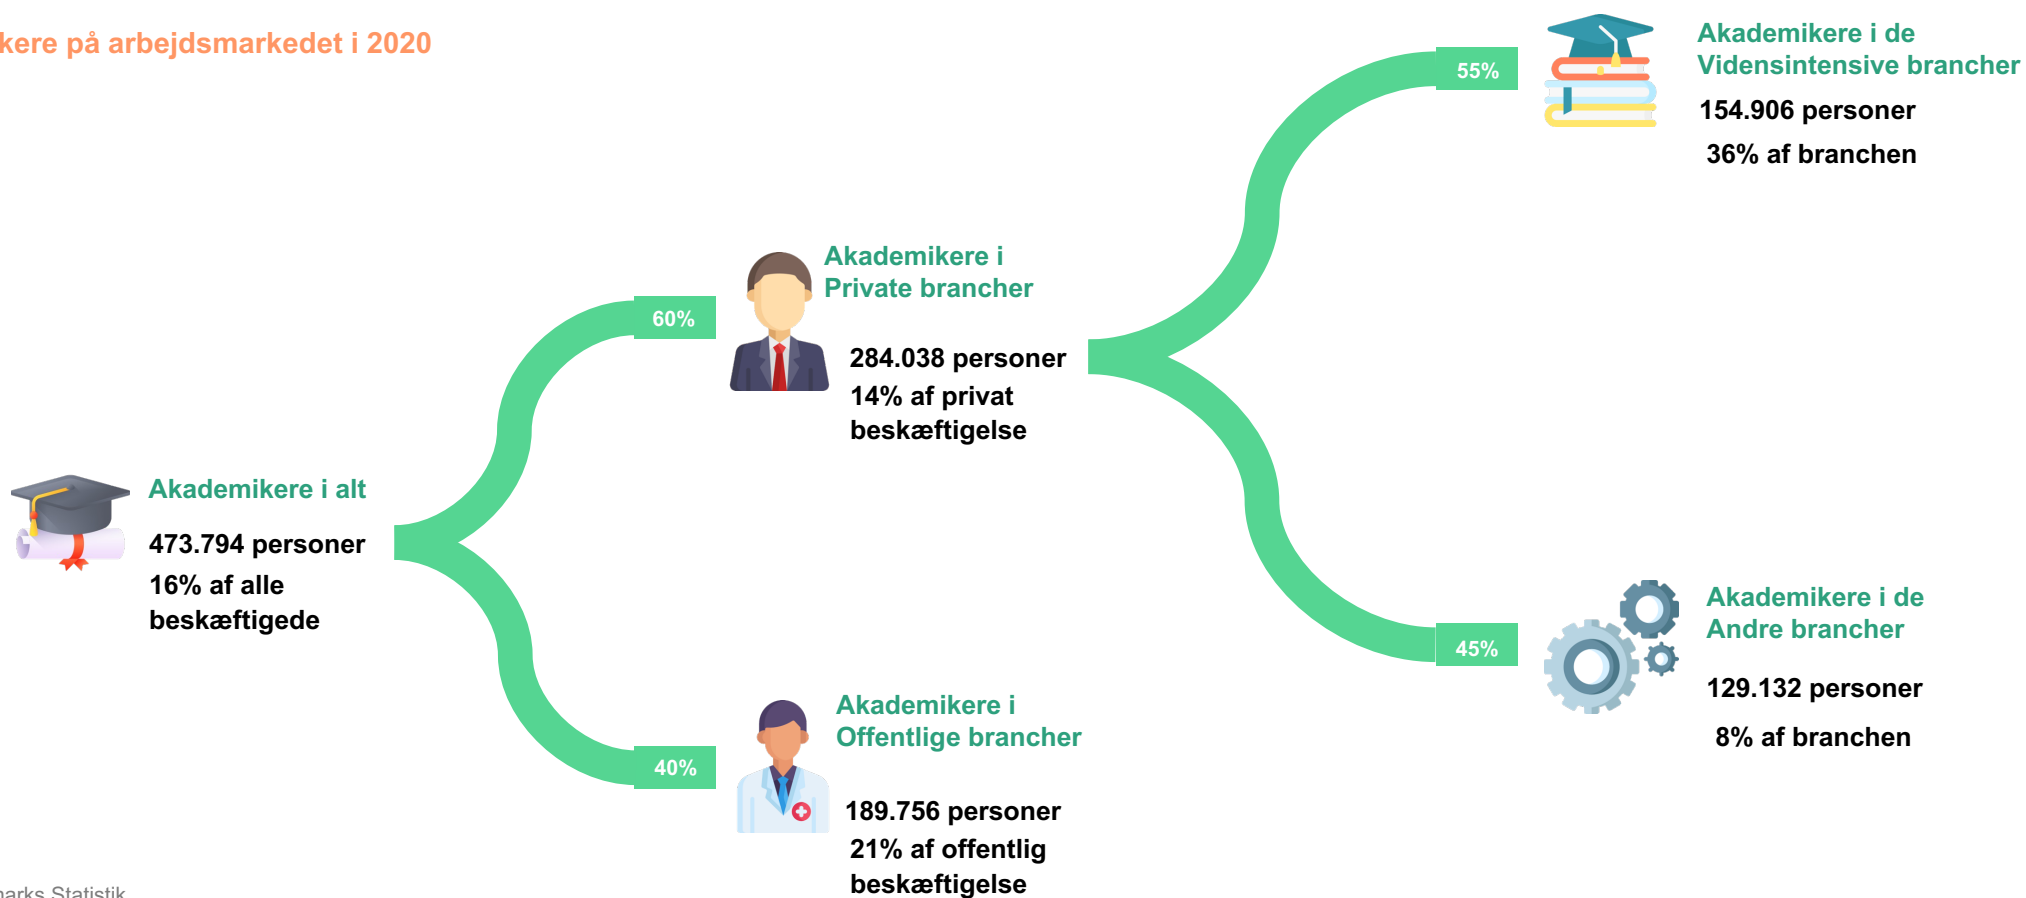 kere på arbejdsmarkedet i 2020
Akademikere i alt
473.794 personer
16% af alle
beskæftigede
60%
Akademikere i
Private brancher
284.038 personer
14% af privat
beskæftigelse
40%
Akademikere i
Offentlige brancher
189.756 personer
21% af offentlig
beskæftigelse
55%
Akademikere i de
Vidensintensive brancher
154.906 personer
36% af branchen
45%
Akademikere i de
Andre brancher
129.132 personer
8% af branchen
arks Statistik